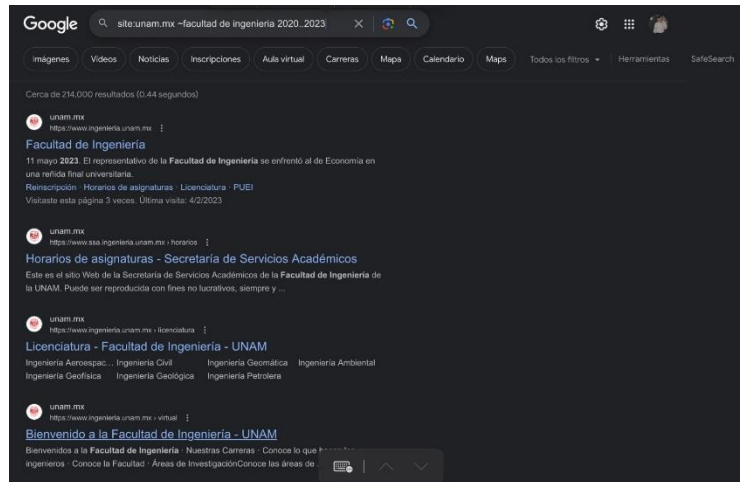 Google site:unam.mx ~facultad de ingenieria 2020..2023
Imágenes Videos Noticias Inscripciones Aula virtual Carreras Mapa Calendario Maps Todos los filtros Herramientas SafeSearch
Cerca de 214,000 resultados (0.44 segundos)
unam.mx
https://www.ingenieria.unam.mx
Facultad de Ingeniería
11 mayo 2023. El representativo de la Facultad de Ingeniería se enfrentó al de Economía en
una reñida final universitaria.
Reinscripción · Horarios de asignaturas · Licenciatura · PUEI
Visitaste esta página 3 veces. Última visita: 4/2/2023
unam.mx
https://www.ssa.ingenieria.unam.mx › horarios
Horarios de asignaturas - Secretaría de Servicios Académicos
Este es el sitio Web de la Secretaría de Servicios Académicos de la Facultad de Ingeniería de
la UNAM. Puede ser reproducida con fines no lucrativos, siempre y ...
unam.mx
https://www.ingenieria.unam.mx › licenciatura
Licenciatura - Facultad de Ingeniería - UNAM
Ingeniería Aeroespac... Ingeniería Civil Ingeniería Geomática Ingeniería Ambiental
Ingeniería Geofísica Ingeniería Geológica Ingeniería Petrolera
unam.mx
https://www.ingenieria.unam.mx › virtual
Bienvenido a la Facultad de Ingeniería - UNAM
Bienvenidos a la Facultad de Ingeniería · Nuestras Carreras · Conoce lo que
ingenieros · Conoce la Facultad · Áreas de InvestigaciónConoce las áreas de